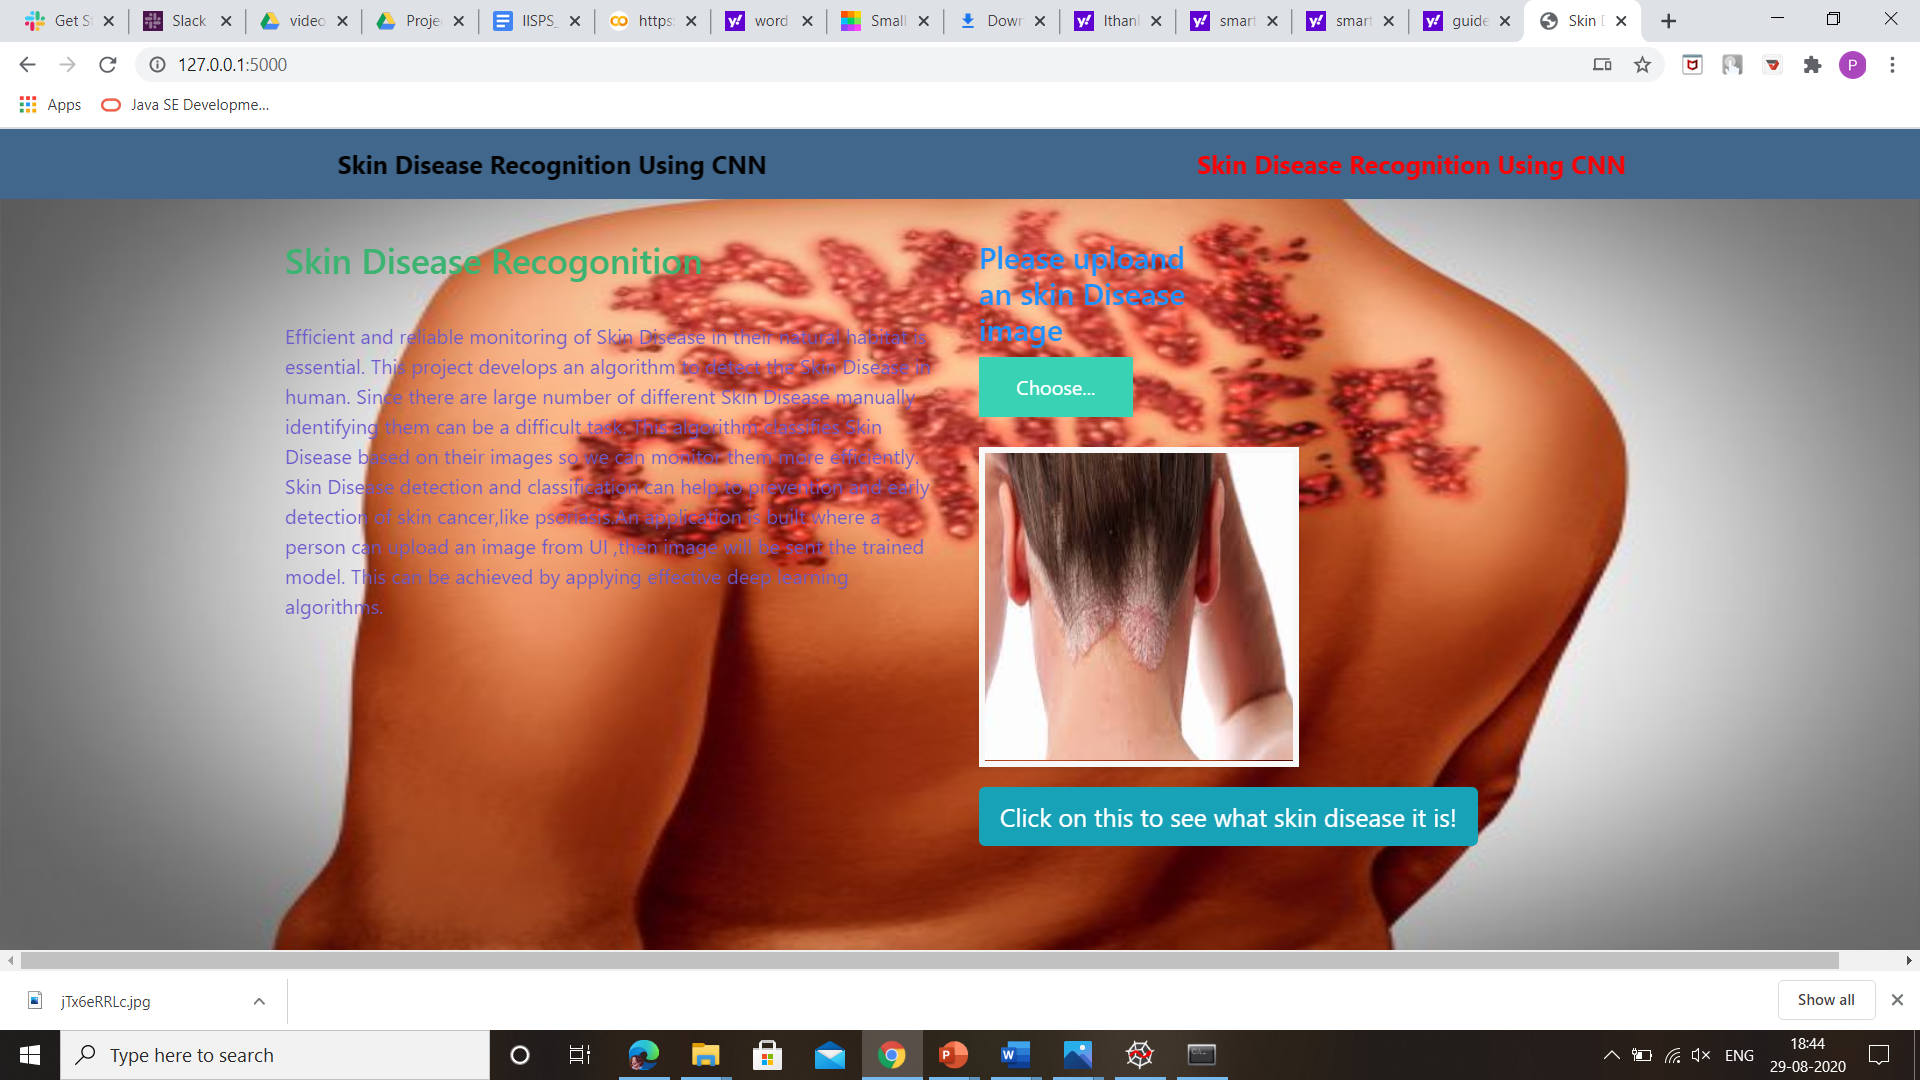 Get S
Slack
video
Proje
IISPS_
https:
word
Small
Down
Ithank
smart
smart
guide
Skin D
127.0.0.1:5000
P
Apps
Java SE Developme...
Skin Disease Recognition Using CNN
Skin Disease Recognition Using CNN
SKIN
CANCER
Skin Disease Recogonition
Efficient and reliable monitoring of Skin Disease in their natural habitat is
essential. This project develops an algorithm to detect the Skin Disease in
human. Since there are large number of different Skin Disease manually
identifying them can be a difficult task. This algorithm classifies Skin
Disease based on their images so we can monitor them more efficiently.
Skin Disease detection and classification can help to prevention and early
detection of skin cancer,like psoriasis.An application is built where a
person can upload an image from UI ,then image will be sent the trained
model. This can be achieved by applying effective deep learning
algorithms.
Please uploand
an skin Disease
image
Choose...
Click on this to see what skin disease it is!
jTx6eRRLc.jpg
Show all
Type here to search
ENG
18:44
29-08-2020